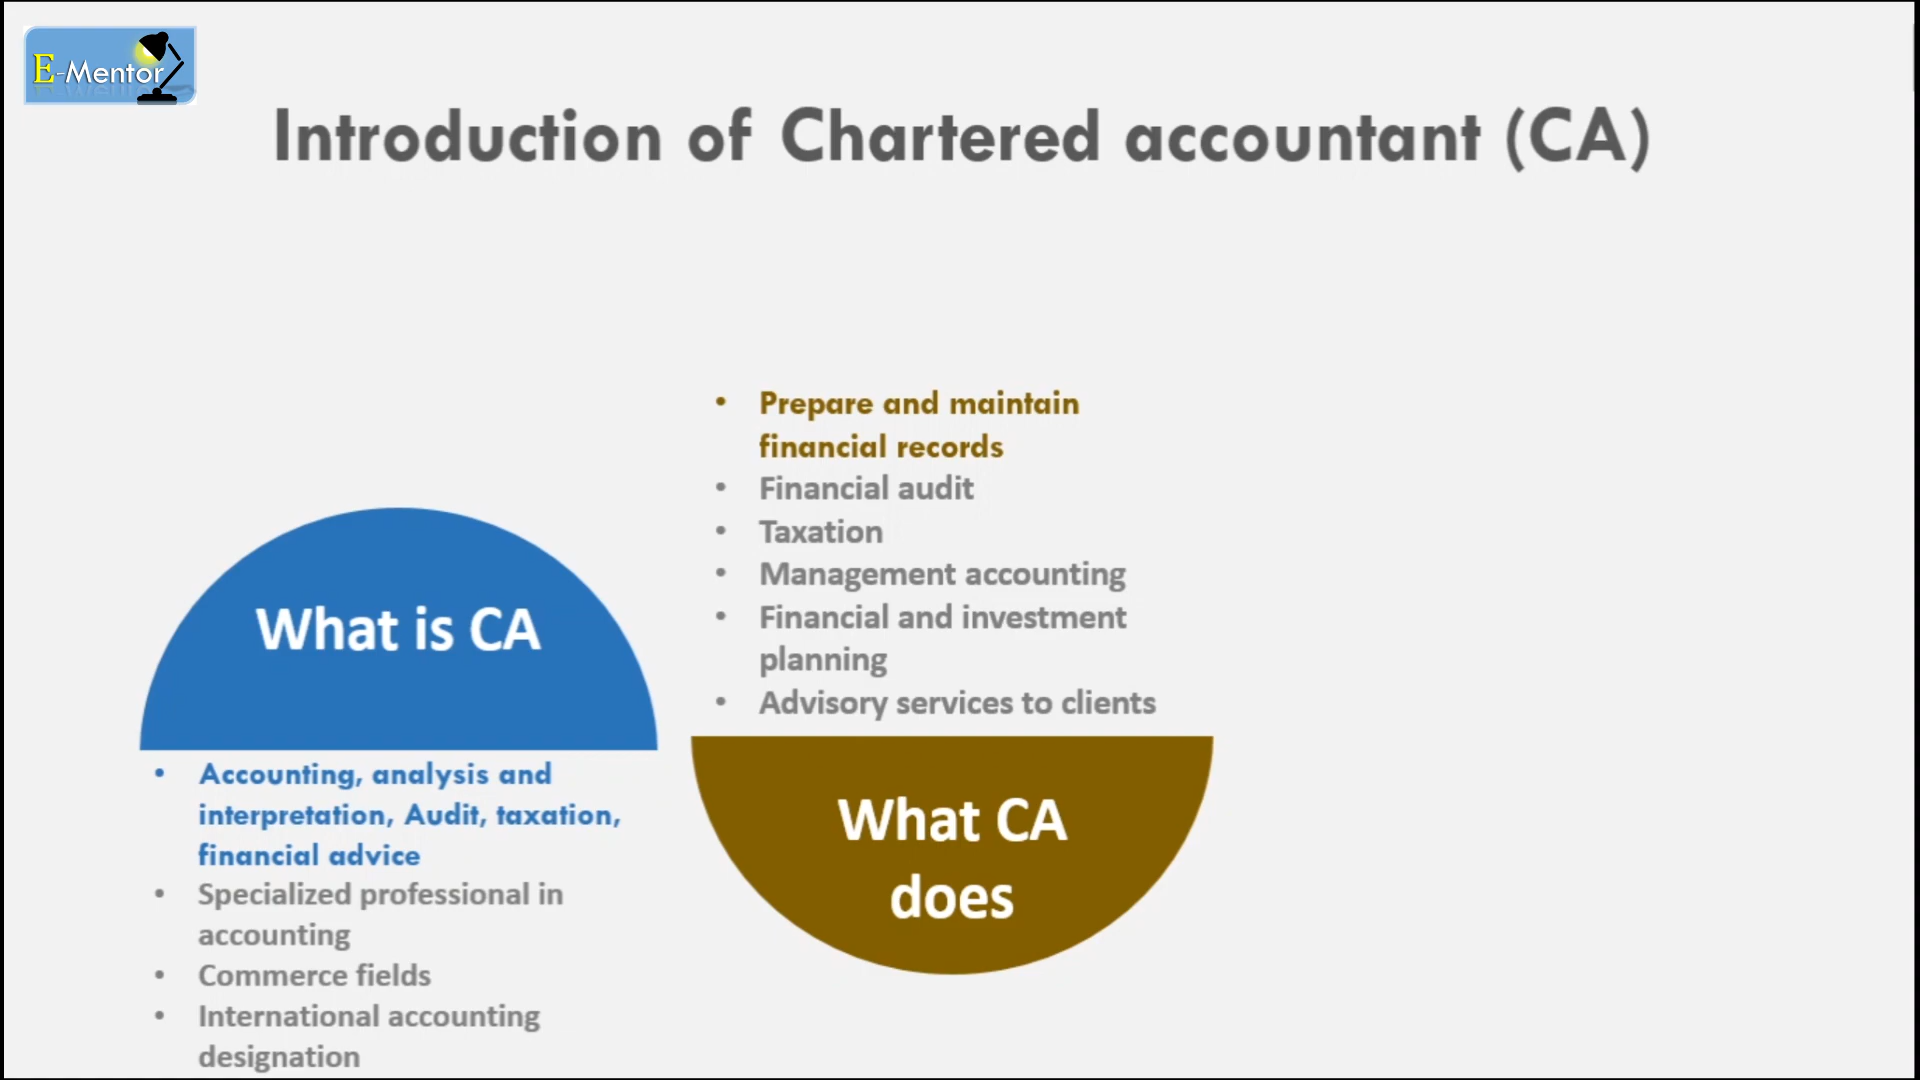 E-Mentor
Introduction of Chartered accountant (CA)
What is CA
• Accounting, analysis and
interpretation, Audit, taxation,
financial advice
• Specialized professional in
accounting
• Commerce fields
• International accounting
designation
• Prepare and maintain
financial records
• Financial audit
• Taxation
• Management accounting
• Financial and investment
planning
• Advisory services to clients
What CA
does